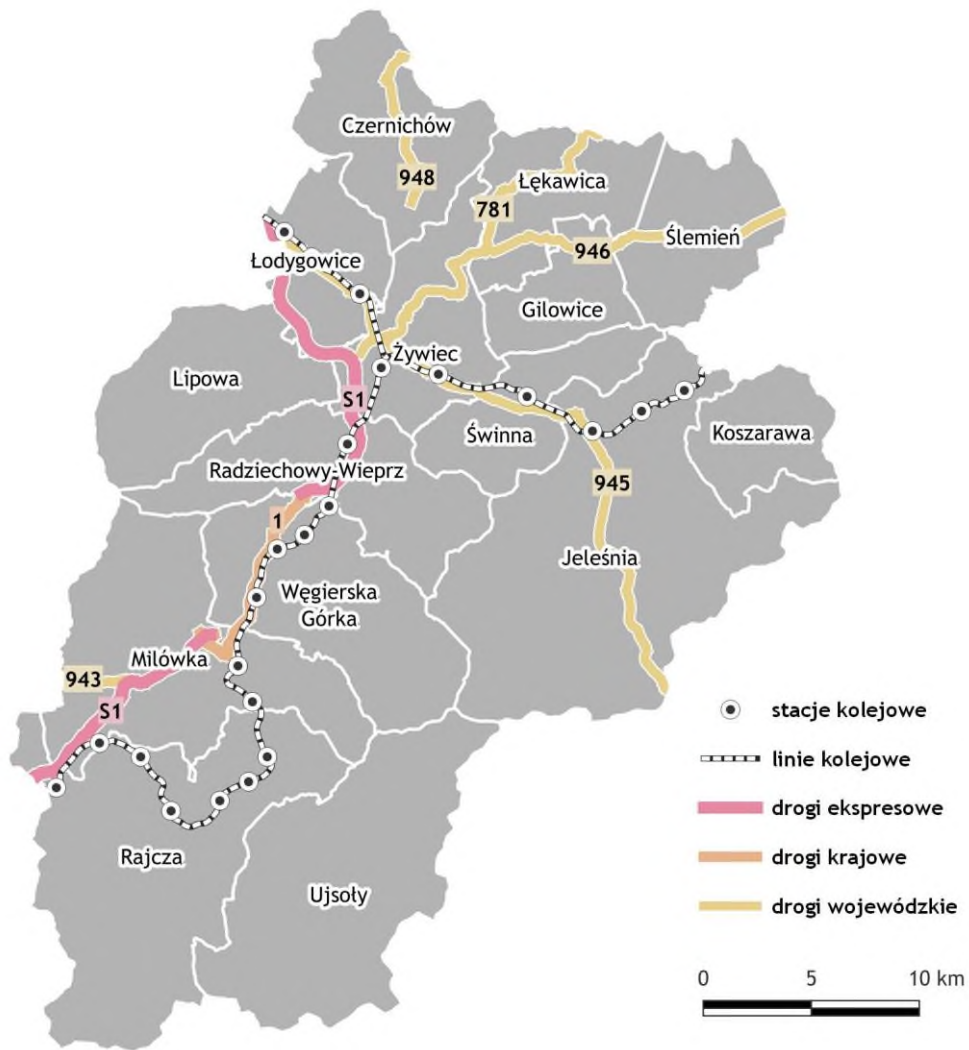 Czernichów
948
Łękawica
781
Ślemień
946
Łodygowice
Gilowice
Żywiec
Lipowa
S1
Świnna
Koszarawa
Radziechowy-Wieprz
945
1
Jeleśnia
Węgierska
Górka
Milówka
943
S1
Rajcza
Ujsoły
stacje kolejowe
linie kolejowe
drogi ekspresowe
drogi krajowe
drogi wojewódzkie
0 5 10 km